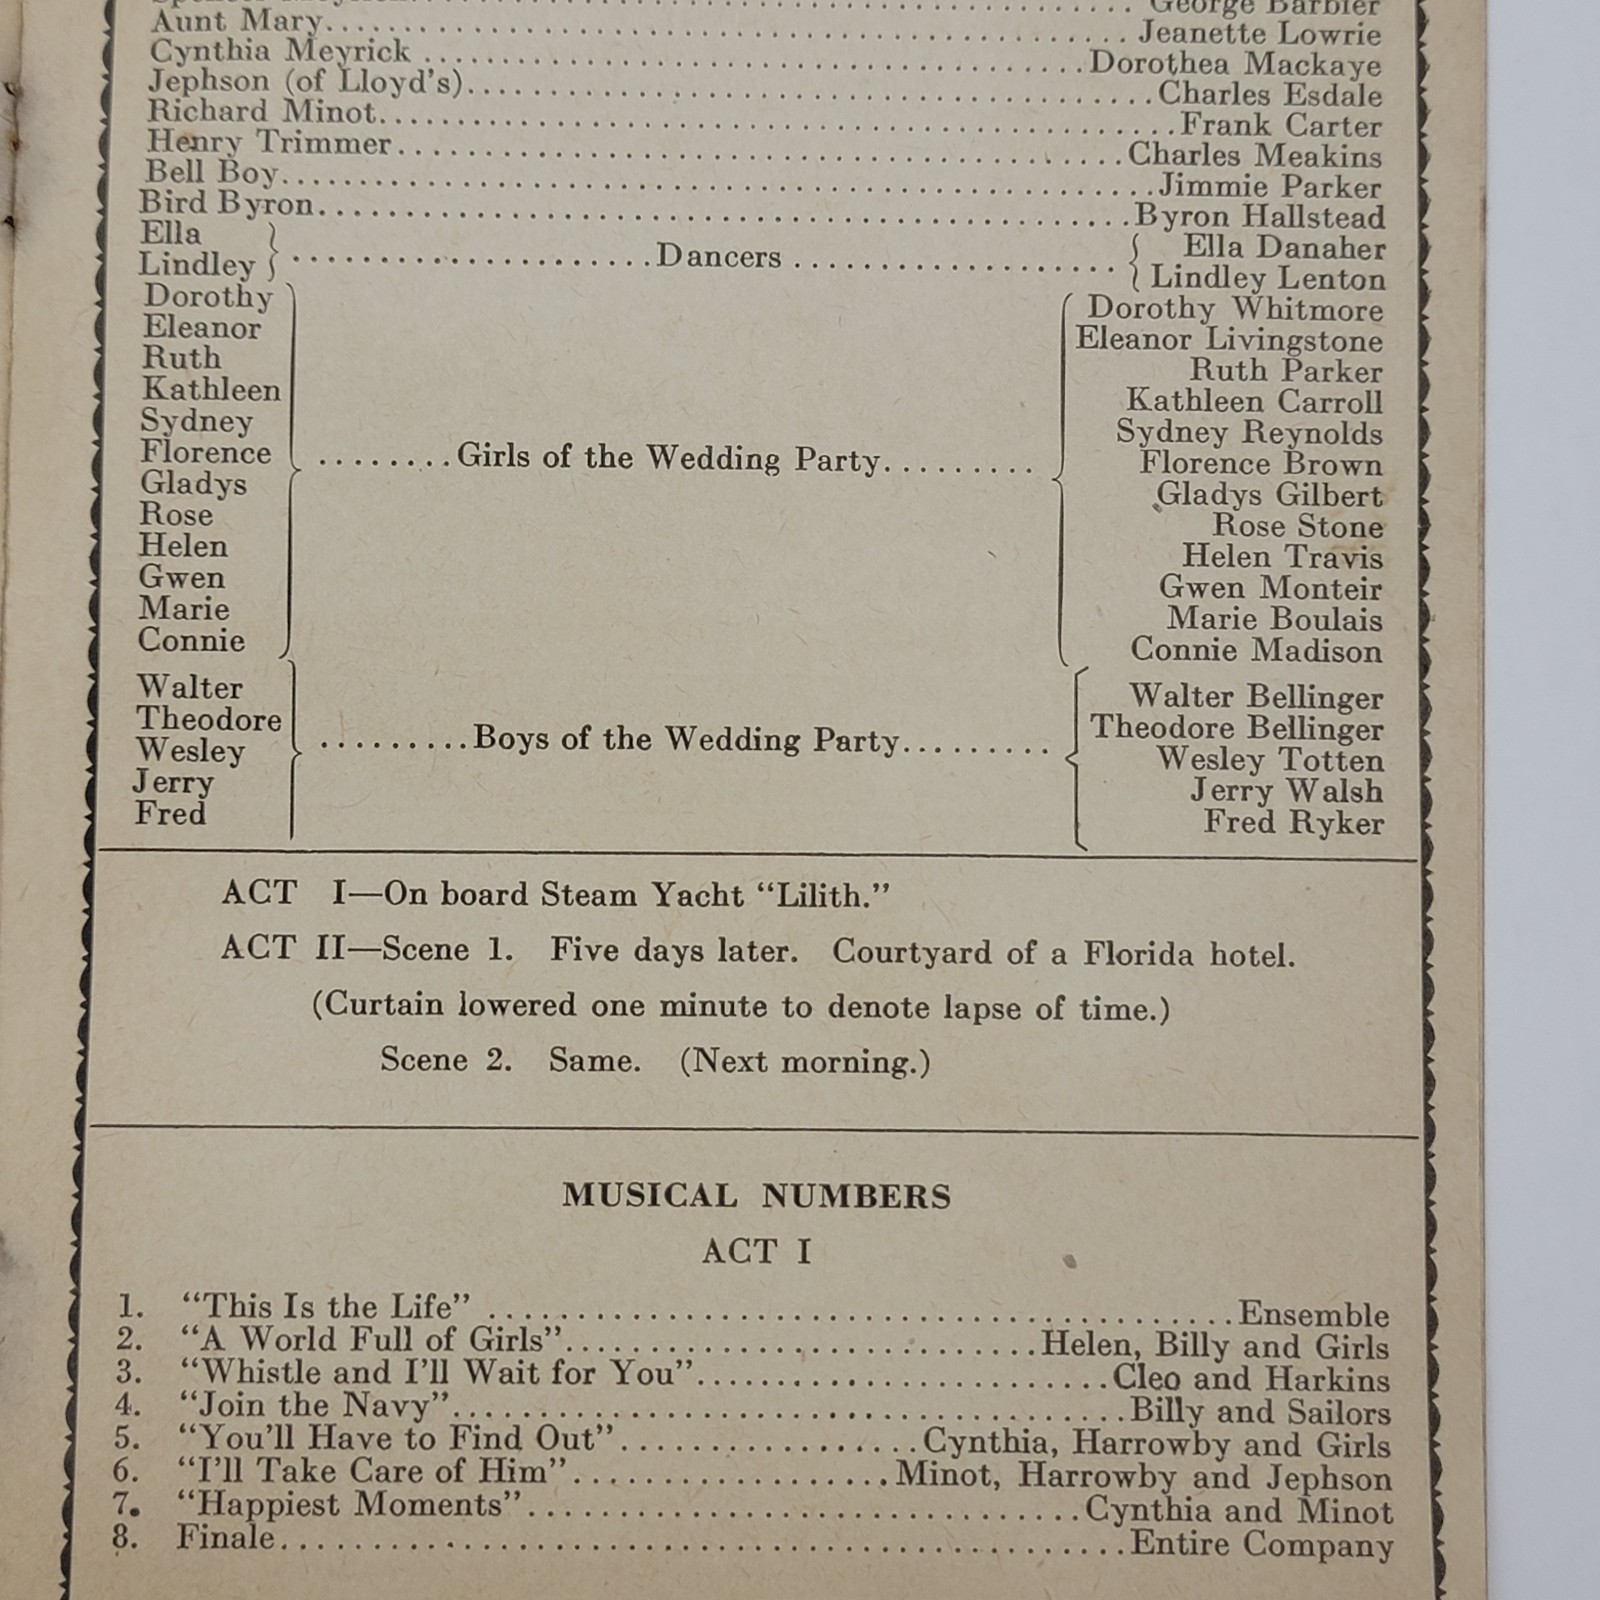 George Barbier
Aunt Mary........Jeanette Lowrie
Cynthia Meyrick........Dorothea Mackaye
Jephson (of Lloyd's)........Charles Esdale
Richard Minot........Frank Carter
Henry Trimmer........Charles Meakins
Bell Boy........Jimmie Parker
Bird Byron........Byron Hallstead
Ella } { Ella Danaher
........Dancers........
Lindley } { Lindley Lenton
Dorothy Dorothy Whitmore
Eleanor Eleanor Livingstone
Ruth Ruth Parker
Kathleen Kathleen Carroll
Sydney Sydney Reynolds
Florence ........Girls of the Wedding Party......... Florence Brown
Gladys Gladys Gilbert
Rose Rose Stone
Helen Helen Travis
Gwen Gwen Monteir
Marie Marie Boulais
Connie Connie Madison
Walter Walter Bellinger
Theodore Theodore Bellinger
Wesley .........Boys of the Wedding Party......... Wesley Totten
Jerry Jerry Walsh
Fred Fred Ryker
ACT I—On board Steam Yacht “Lilith.”
ACT II—Scene 1. Five days later. Courtyard of a Florida hotel.
(Curtain lowered one minute to denote lapse of time.)
Scene 2. Same. (Next morning.)
MUSICAL NUMBERS
ACT I
1. “This Is the Life”........Ensemble
2. “A World Full of Girls”........Helen, Billy and Girls
3. “Whistle and I'll Wait for You”........Cleo and Harkins
4. “Join the Navy”........Billy and Sailors
5. “You'll Have to Find Out”........Cynthia, Harrowby and Girls
6. “I'll Take Care of Him”........Minot, Harrowby and Jephson
7. “Happiest Moments”........Cynthia and Minot
8. Finale........Entire Company